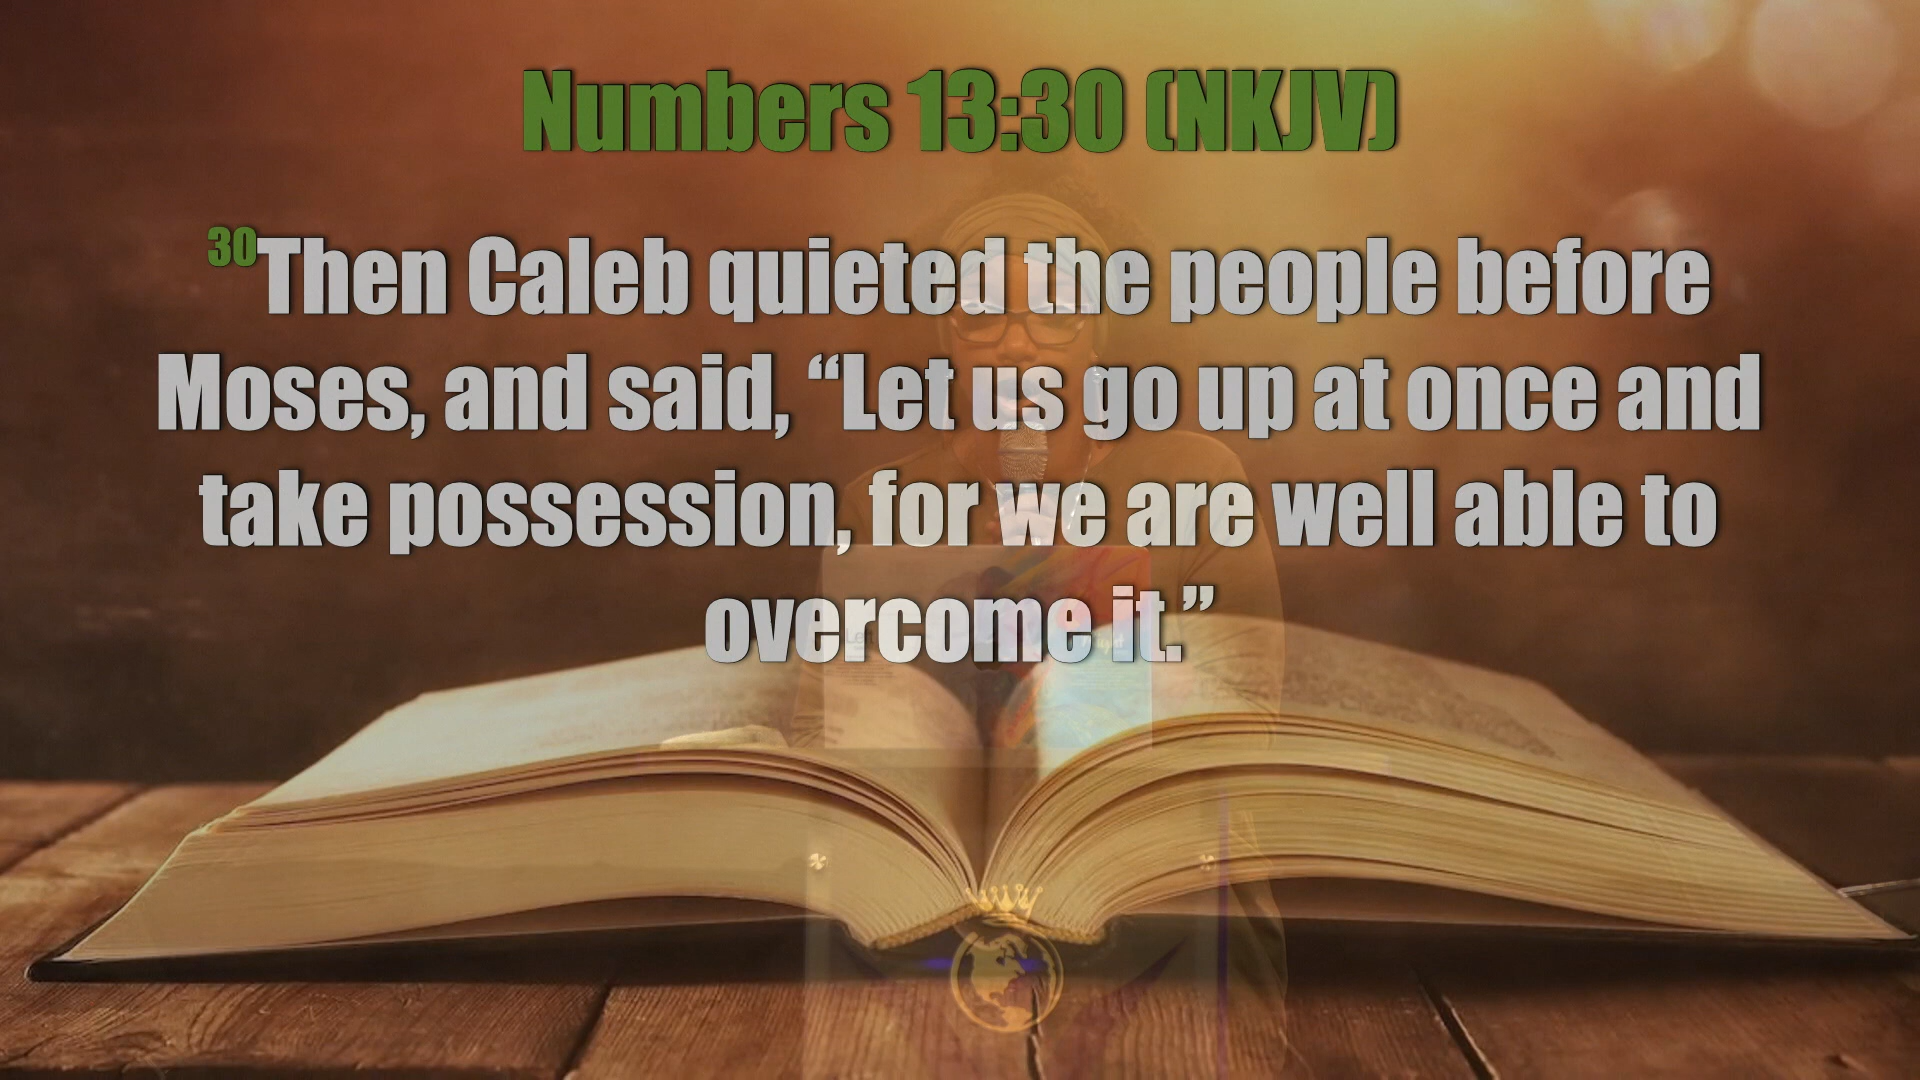 Numbers 13:30 (NKJV)
30Then Caleb quieted the people before
Moses, and said, “Let us go up at once and
take possession, for we are well able to
overcome it.”